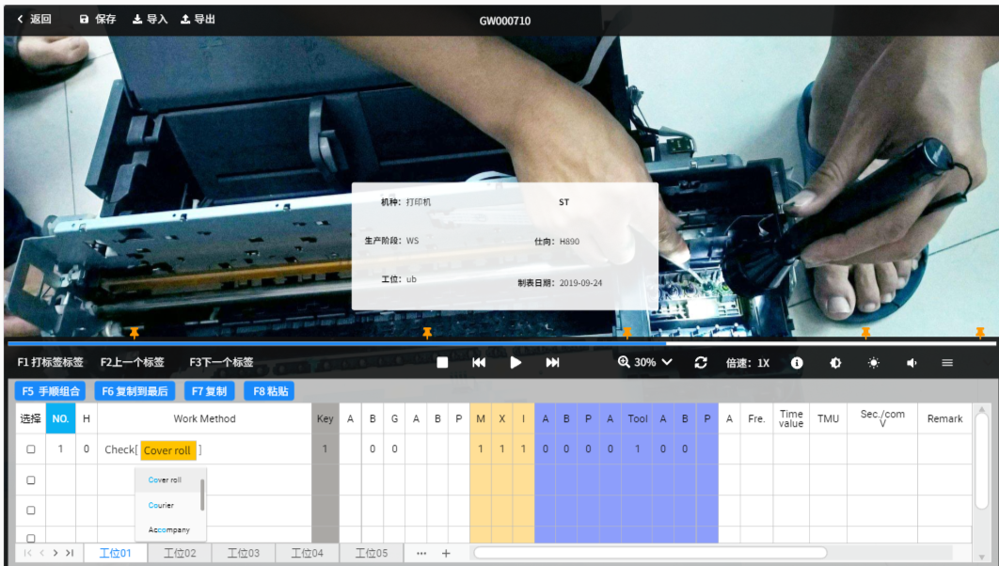 返回 保存 导入 导出 GW000710
机种：打印机 ST
生产阶段：WS 仕向：H890
工位：ub 制表日期：2019-09-24
F1 打标签标签 F2上一个标签 F3下一个标签 30% 倍速：1X
F5 手顺组合 F6 复制到最后 F7 复制 F8 粘贴
选择 NO. H Work Method Key A B G A B P M X I A B P A Tool A B P A Fre. Time value TMU Sec./com V Remark
1 0 Check[ Cover roll ] 1 0 0 1 1 1 0 0 0 0 1 0 0
Cover roll
Courier
Accompany
工位01 工位02 工位03 工位04 工位05 ··· +